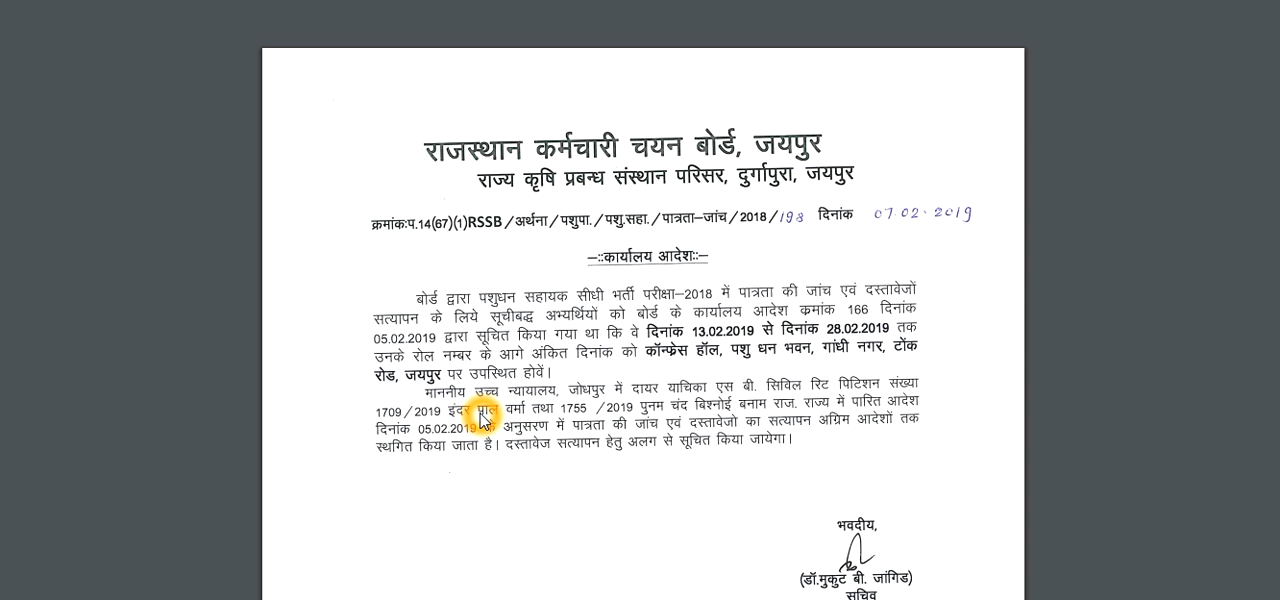 राजस्थान कर्मचारी चयन बोर्ड, जयपुर
राज्य कृषि प्रबन्ध संस्थान परिसर, दुर्गापुरा, जयपुर
क्रमांक:प.14(67)(1)RSSB/अर्थना/पशुपा./पशु.सहा./पात्रता–जांच/2018/198 दिनांक 07.02.2019
–::कार्यालय आदेश::–
बोर्ड द्वारा पशुधन सहायक सीधी भर्ती परीक्षा–2018 में पात्रता की जांच एवं दस्तावेजों
सत्यापन के लिये सूचीबद्ध अभ्यर्थियों को बोर्ड के कार्यालय आदेश क्रमांक 166 दिनांक
05.02.2019 द्वारा सूचित किया गया था कि वे दिनांक 13.02.2019 से दिनांक 28.02.2019 तक
उनके रोल नम्बर के आगे अंकित दिनांक को कॉन्फ्रेस हॉल, पशु धन भवन, गांधी नगर, टोंक
रोड, जयपुर पर उपस्थित होवें।
माननीय उच्च न्यायालय, जोधपुर में दायर याचिका एस बी. सिविल रिट पिटिशन संख्या
1709/2019 इंदर पाल वर्मा तथा 1755 /2019 पुनम चंद बिश्नोई बनाम राज. राज्य में पारित आदेश
दिनांक 05.02.2019 के अनुसरण में पात्रता की जांच एवं दस्तावेजो का सत्यापन अग्रिम आदेशों तक
स्थगित किया जाता है। दस्तावेज सत्यापन हेतु अलग से सूचित किया जायेगा।
भवदीय,
(डॉ.मुकुट बी. जांगिड)
सचिव